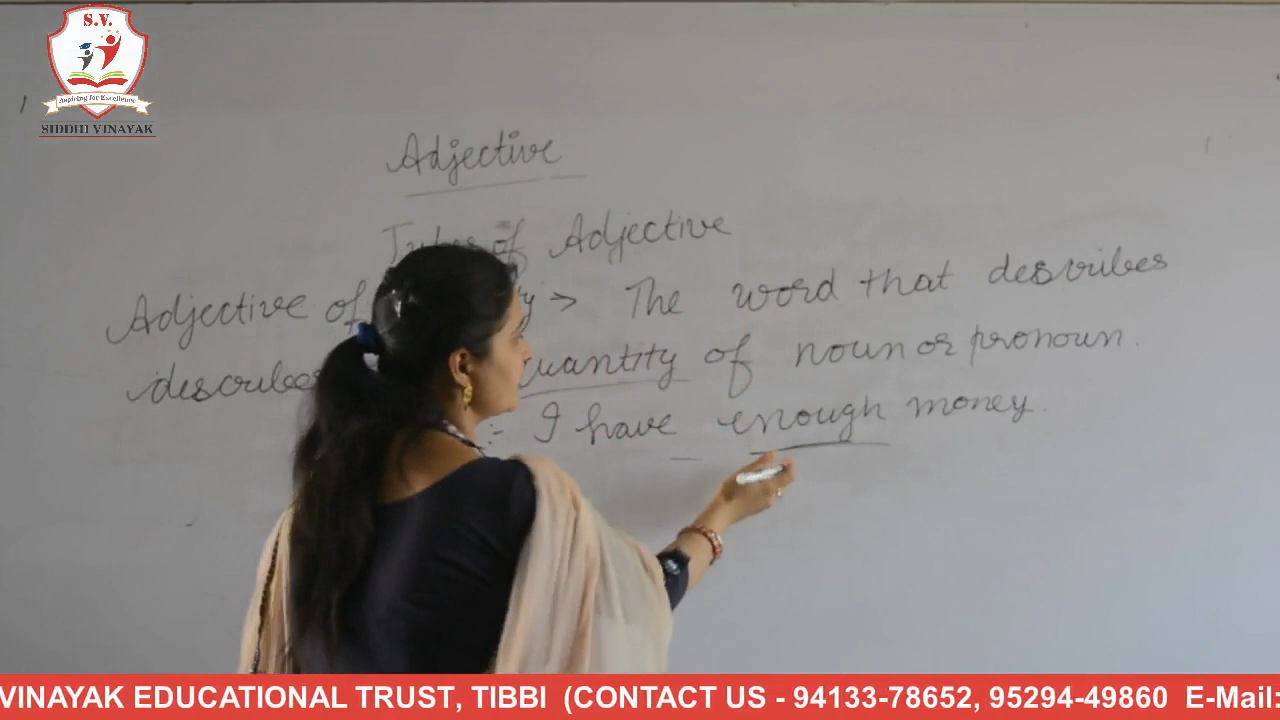 S.V.
Aspiring for Excellence
SIDDHI VINAYAK
Adjective
of Adjective
Adjective of → The word that describes
describes quantity of noun or pronoun.
:- I have enough money.
VINAYAK EDUCATIONAL TRUST, TIBBI (CONTACT US - 94133-78652, 95294-49860 E-Mail: